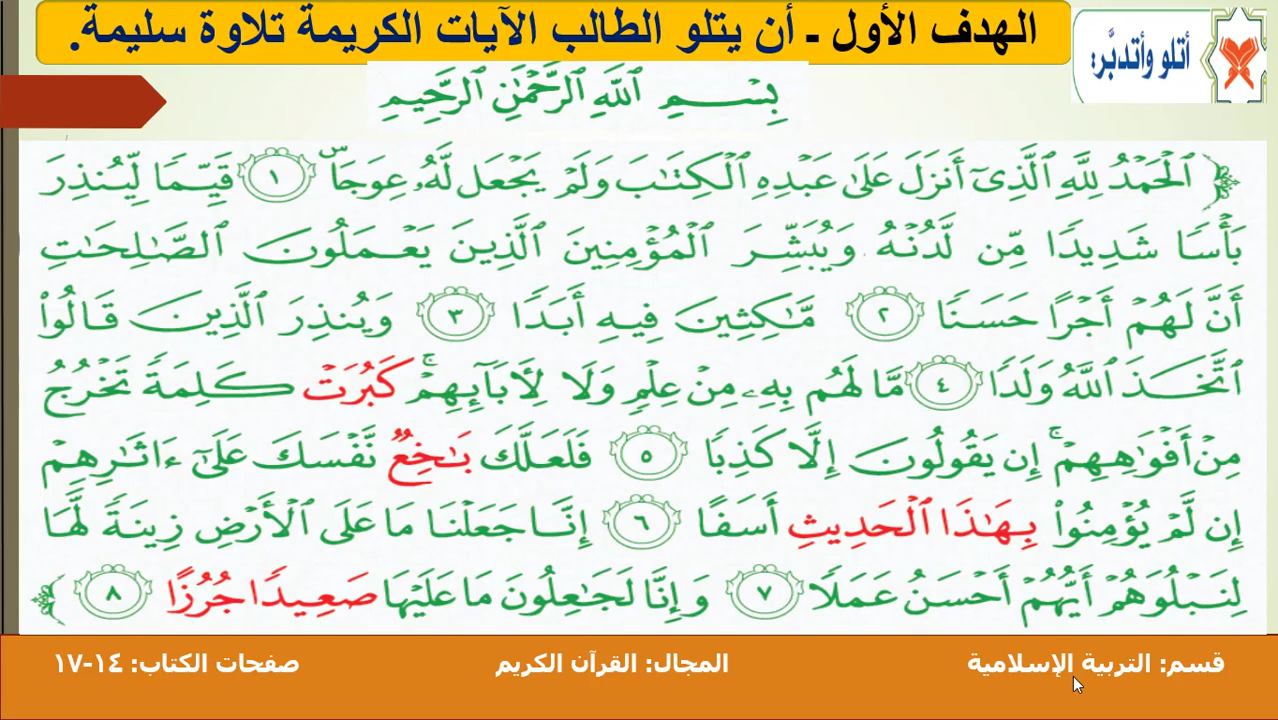 الهدف الأول ـ أن يتلو الطالب الآيات الكريمة تلاوة سليمة.
أتلو وأتدبَّر:
بِسْمِ ٱللَّهِ ٱلرَّحْمَٰنِ ٱلرَّحِيمِ
﴿ٱلْحَمْدُ لِلَّهِ ٱلَّذِىٓ أَنزَلَ عَلَىٰ عَبْدِهِ ٱلْكِتَٰبَ وَلَمْ يَجْعَل لَّهُۥ عِوَجَاۜ ١ قَيِّمًا لِّيُنذِرَ
بَأْسًا شَدِيدًا مِّن لَّدُنْهُ وَيُبَشِّرَ ٱلْمُؤْمِنِينَ ٱلَّذِينَ يَعْمَلُونَ ٱلصَّٰلِحَٰتِ
أَنَّ لَهُمْ أَجْرًا حَسَنًا ٢ مَّٰكِثِينَ فِيهِ أَبَدًا ٣ وَيُنذِرَ ٱلَّذِينَ قَالُوا۟
ٱتَّخَذَ ٱللَّهُ وَلَدًا ٤ مَّا لَهُم بِهِۦ مِنْ عِلْمٍ وَلَا لِأٓبَآئِهِمْۚ كَبُرَتْ كَلِمَةً تَخْرُجُ
مِنْ أَفْوَٰهِهِمْۚ إِن يَقُولُونَ إِلَّا كَذِبًا ٥ فَلَعَلَّكَ بَٰخِعٌ نَّفْسَكَ عَلَىٰٓ ءَاثَٰرِهِمْ
إِن لَّمْ يُؤْمِنُوا۟ بِهَٰذَا ٱلْحَدِيثِ أَسَفًا ٦ إِنَّا جَعَلْنَا مَا عَلَى ٱلْأَرْضِ زِينَةً لَّهَا
لِنَبْلُوَهُمْ أَيُّهُمْ أَحْسَنُ عَمَلًا ٧ وَإِنَّا لَجَٰعِلُونَ مَا عَلَيْهَا صَعِيدًا جُرُزًا ٨﴾
قسم: التربية الإسلامية
المجال: القرآن الكريم
صفحات الكتاب: ١٤-١٧